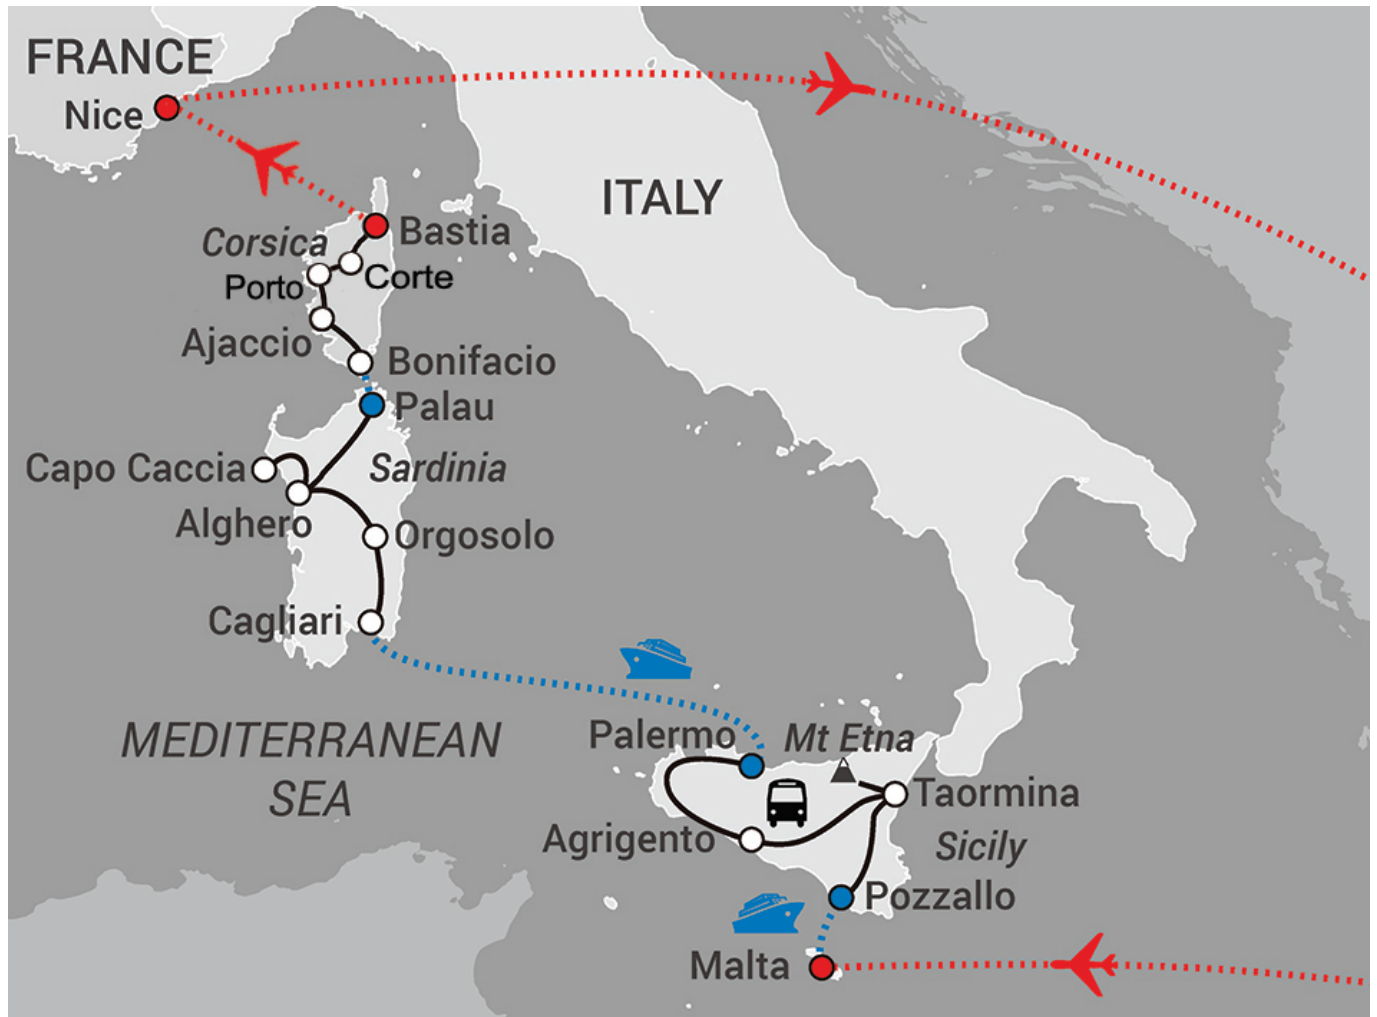 FRANCE
Nice
ITALY
Corsica
Bastia
Porto
Corte
Ajaccio
Bonifacio
Palau
Capo Caccia
Sardinia
Alghero
Orgosolo
Cagliari
MEDITERRANEAN
SEA
Palermo
Mt Etna
Taormina
Agrigento
Sicily
Pozzallo
Malta